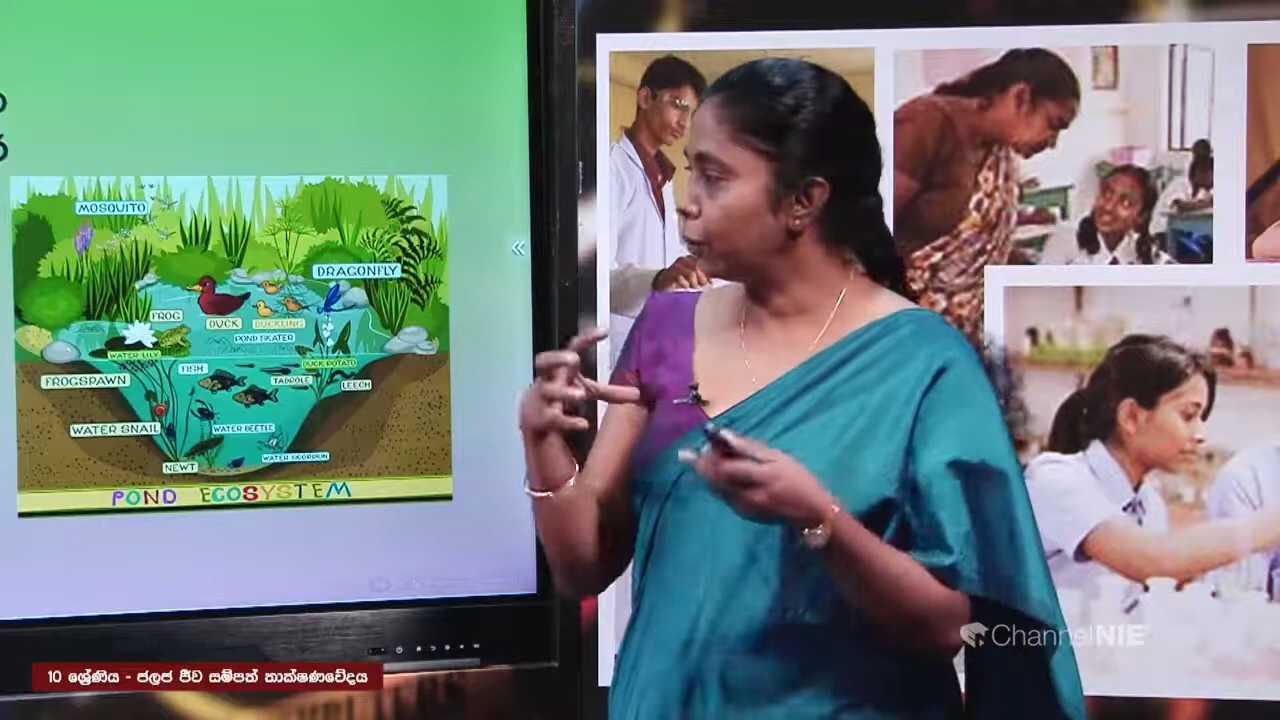 MOSQUITO
DRAGONFLY
FROG
DUCK
DUCKLING
POND SKATER
WATER LILY
DUCK POTATO
FISH
FROGSPAWN
TADPOLE
LEECH
WATER SNAIL
WATER BEETLE
WATER SCORPION
NEWT
POND ECOSYSTEM
ChannelNIE
10 ශ්‍රේණිය - ජලජ ජීව සම්පත් තාක්ෂණවේදය